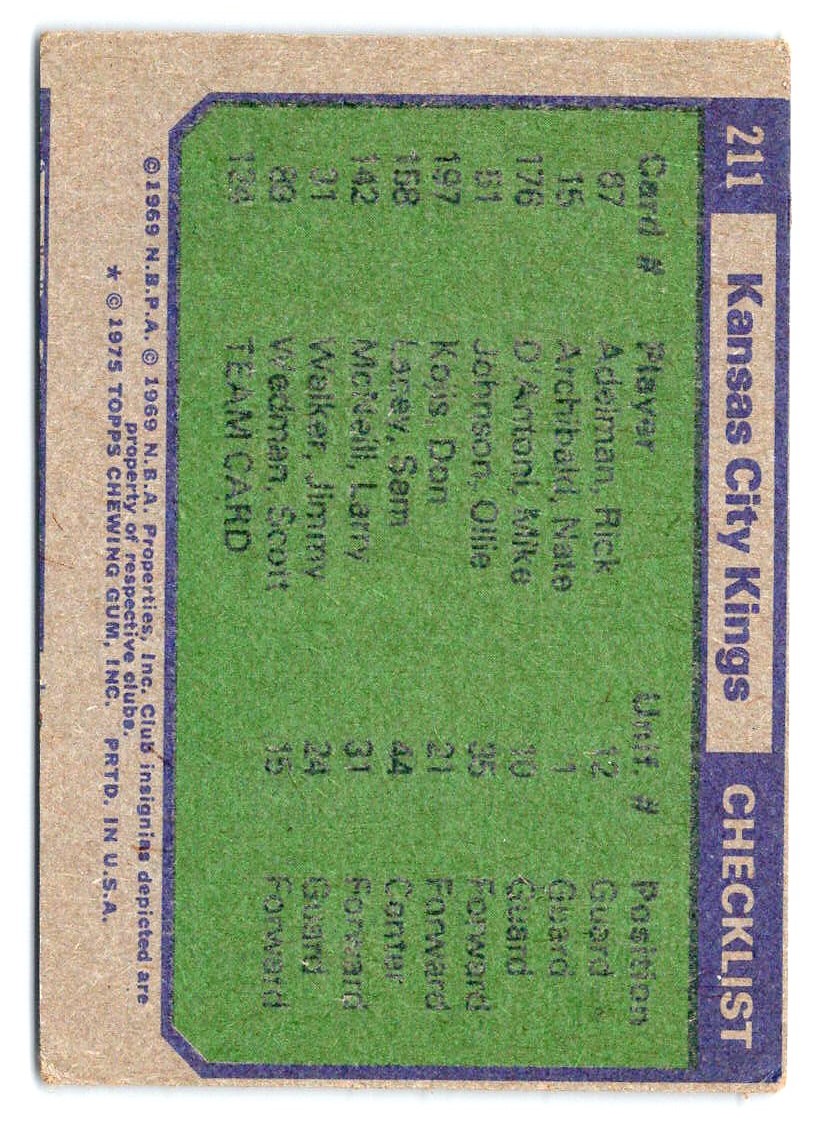 211 Kansas City Kings CHECKLIST
Card # Player Unif. # Position
67 Adelman, Rick 12 Guard
15 Archibald, Nate 1 Guard
176 D'Antoni, Mike 10 Guard
51 Johnson, Ollie 35 Forward
197 Kojis, Don 21 Forward
158 Lacey, Sam 44 Center
142 McNeill, Larry 31 Forward
31 Walker, Jimmy 24 Guard
89 Wedman, Scott 15 Forward
TEAM CARD
© 1969 N.B.P.A. © 1969 N.B.A. Properties, Inc. Club insignias depicted are
property of respective clubs.
* © 1975 TOPPS CHEWING GUM, INC. PRTD. IN U.S.A.